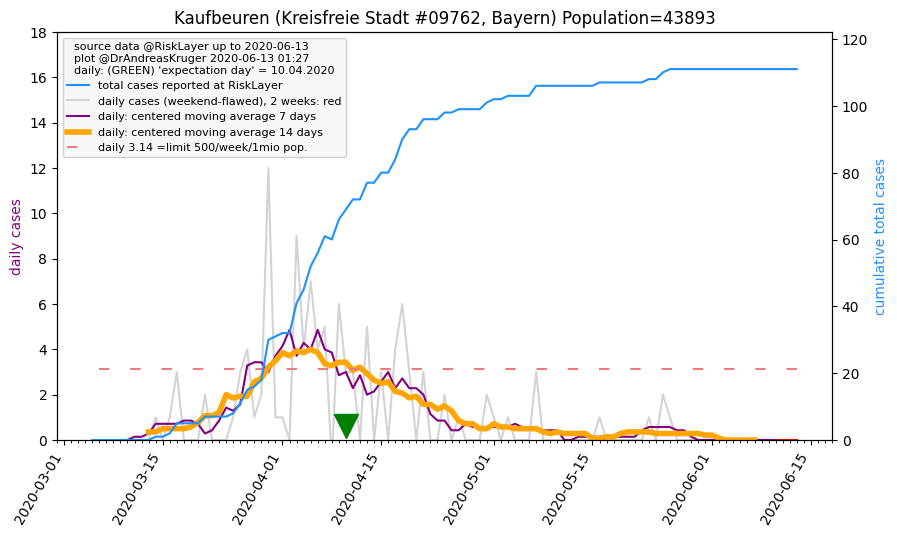 Kaufbeuren (Kreisfreie Stadt #09762, Bayern) Population=43893
source data @RiskLayer up to 2020-06-13
plot @DrAndreasKruger 2020-06-13 01:27
daily: (GREEN) 'expectation day' = 10.04.2020
total cases reported at RiskLayer
daily cases (weekend-flawed), 2 weeks: red
daily: centered moving average 7 days
daily: centered moving average 14 days
daily 3.14 =limit 500/week/1mio pop.
daily cases
18
16
14
12
10
8
6
4
2
0
cumulative total cases
120
100
80
60
40
20
0
2020-03-01
2020-03-15
2020-04-01
2020-04-15
2020-05-01
2020-05-15
2020-06-01
2020-06-15